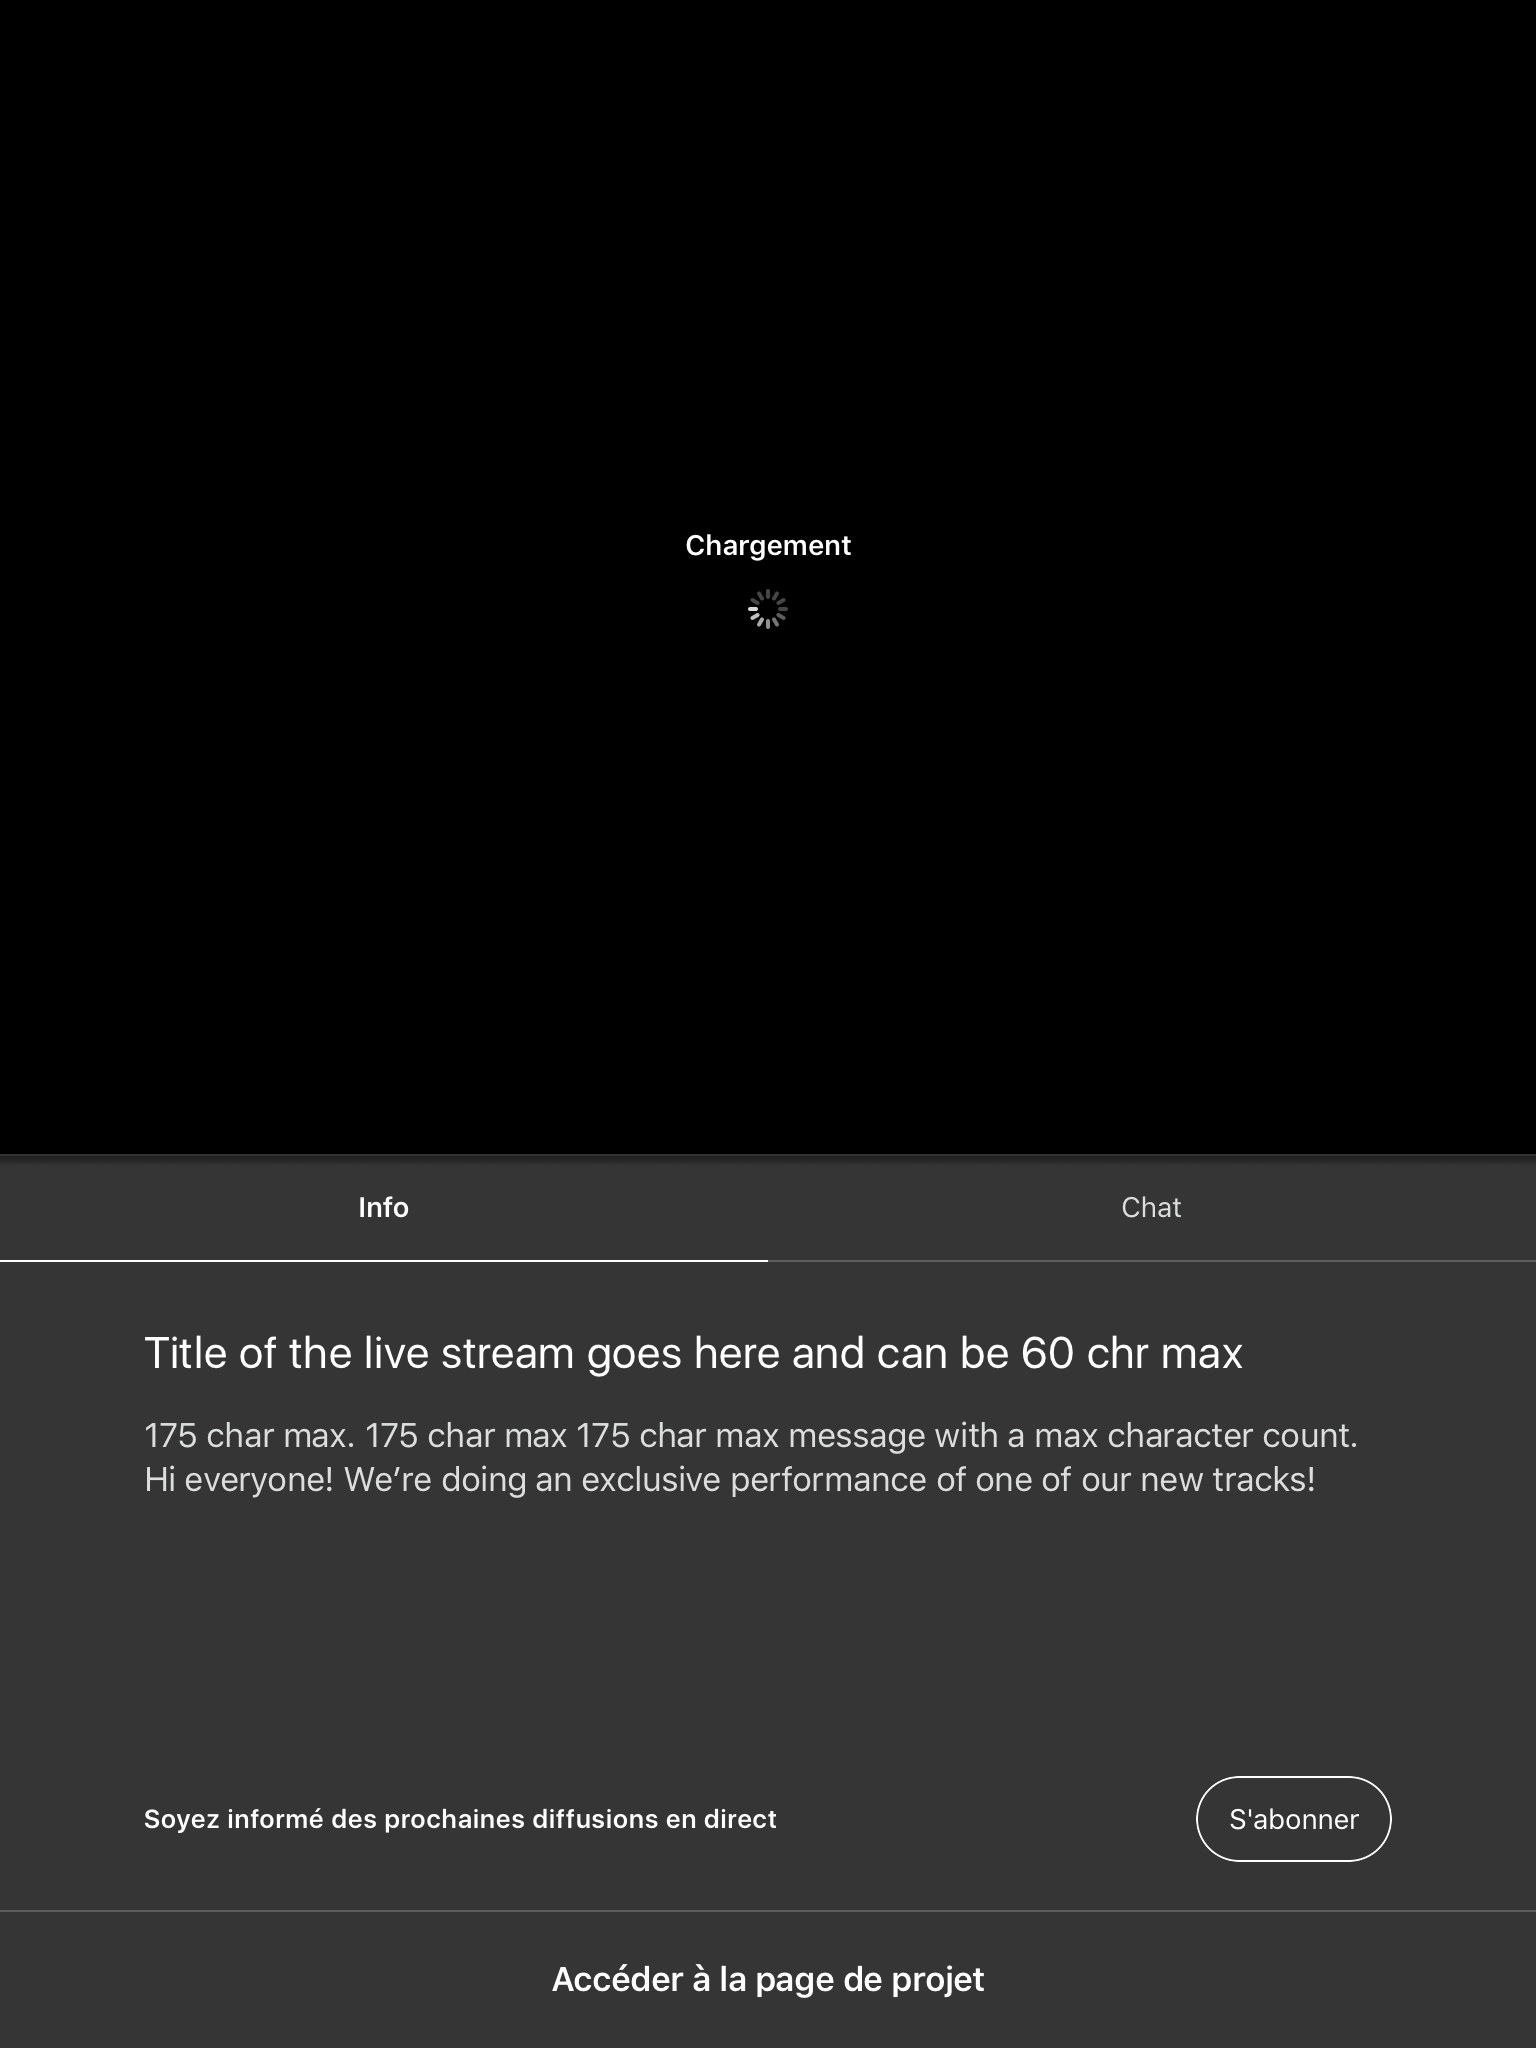 Chargement
Info
Chat
Title of the live stream goes here and can be 60 chr max
175 char max. 175 char max 175 char max message with a max character count.
Hi everyone! We’re doing an exclusive performance of one of our new tracks!
Soyez informé des prochaines diffusions en direct
S'abonner
Accéder à la page de projet